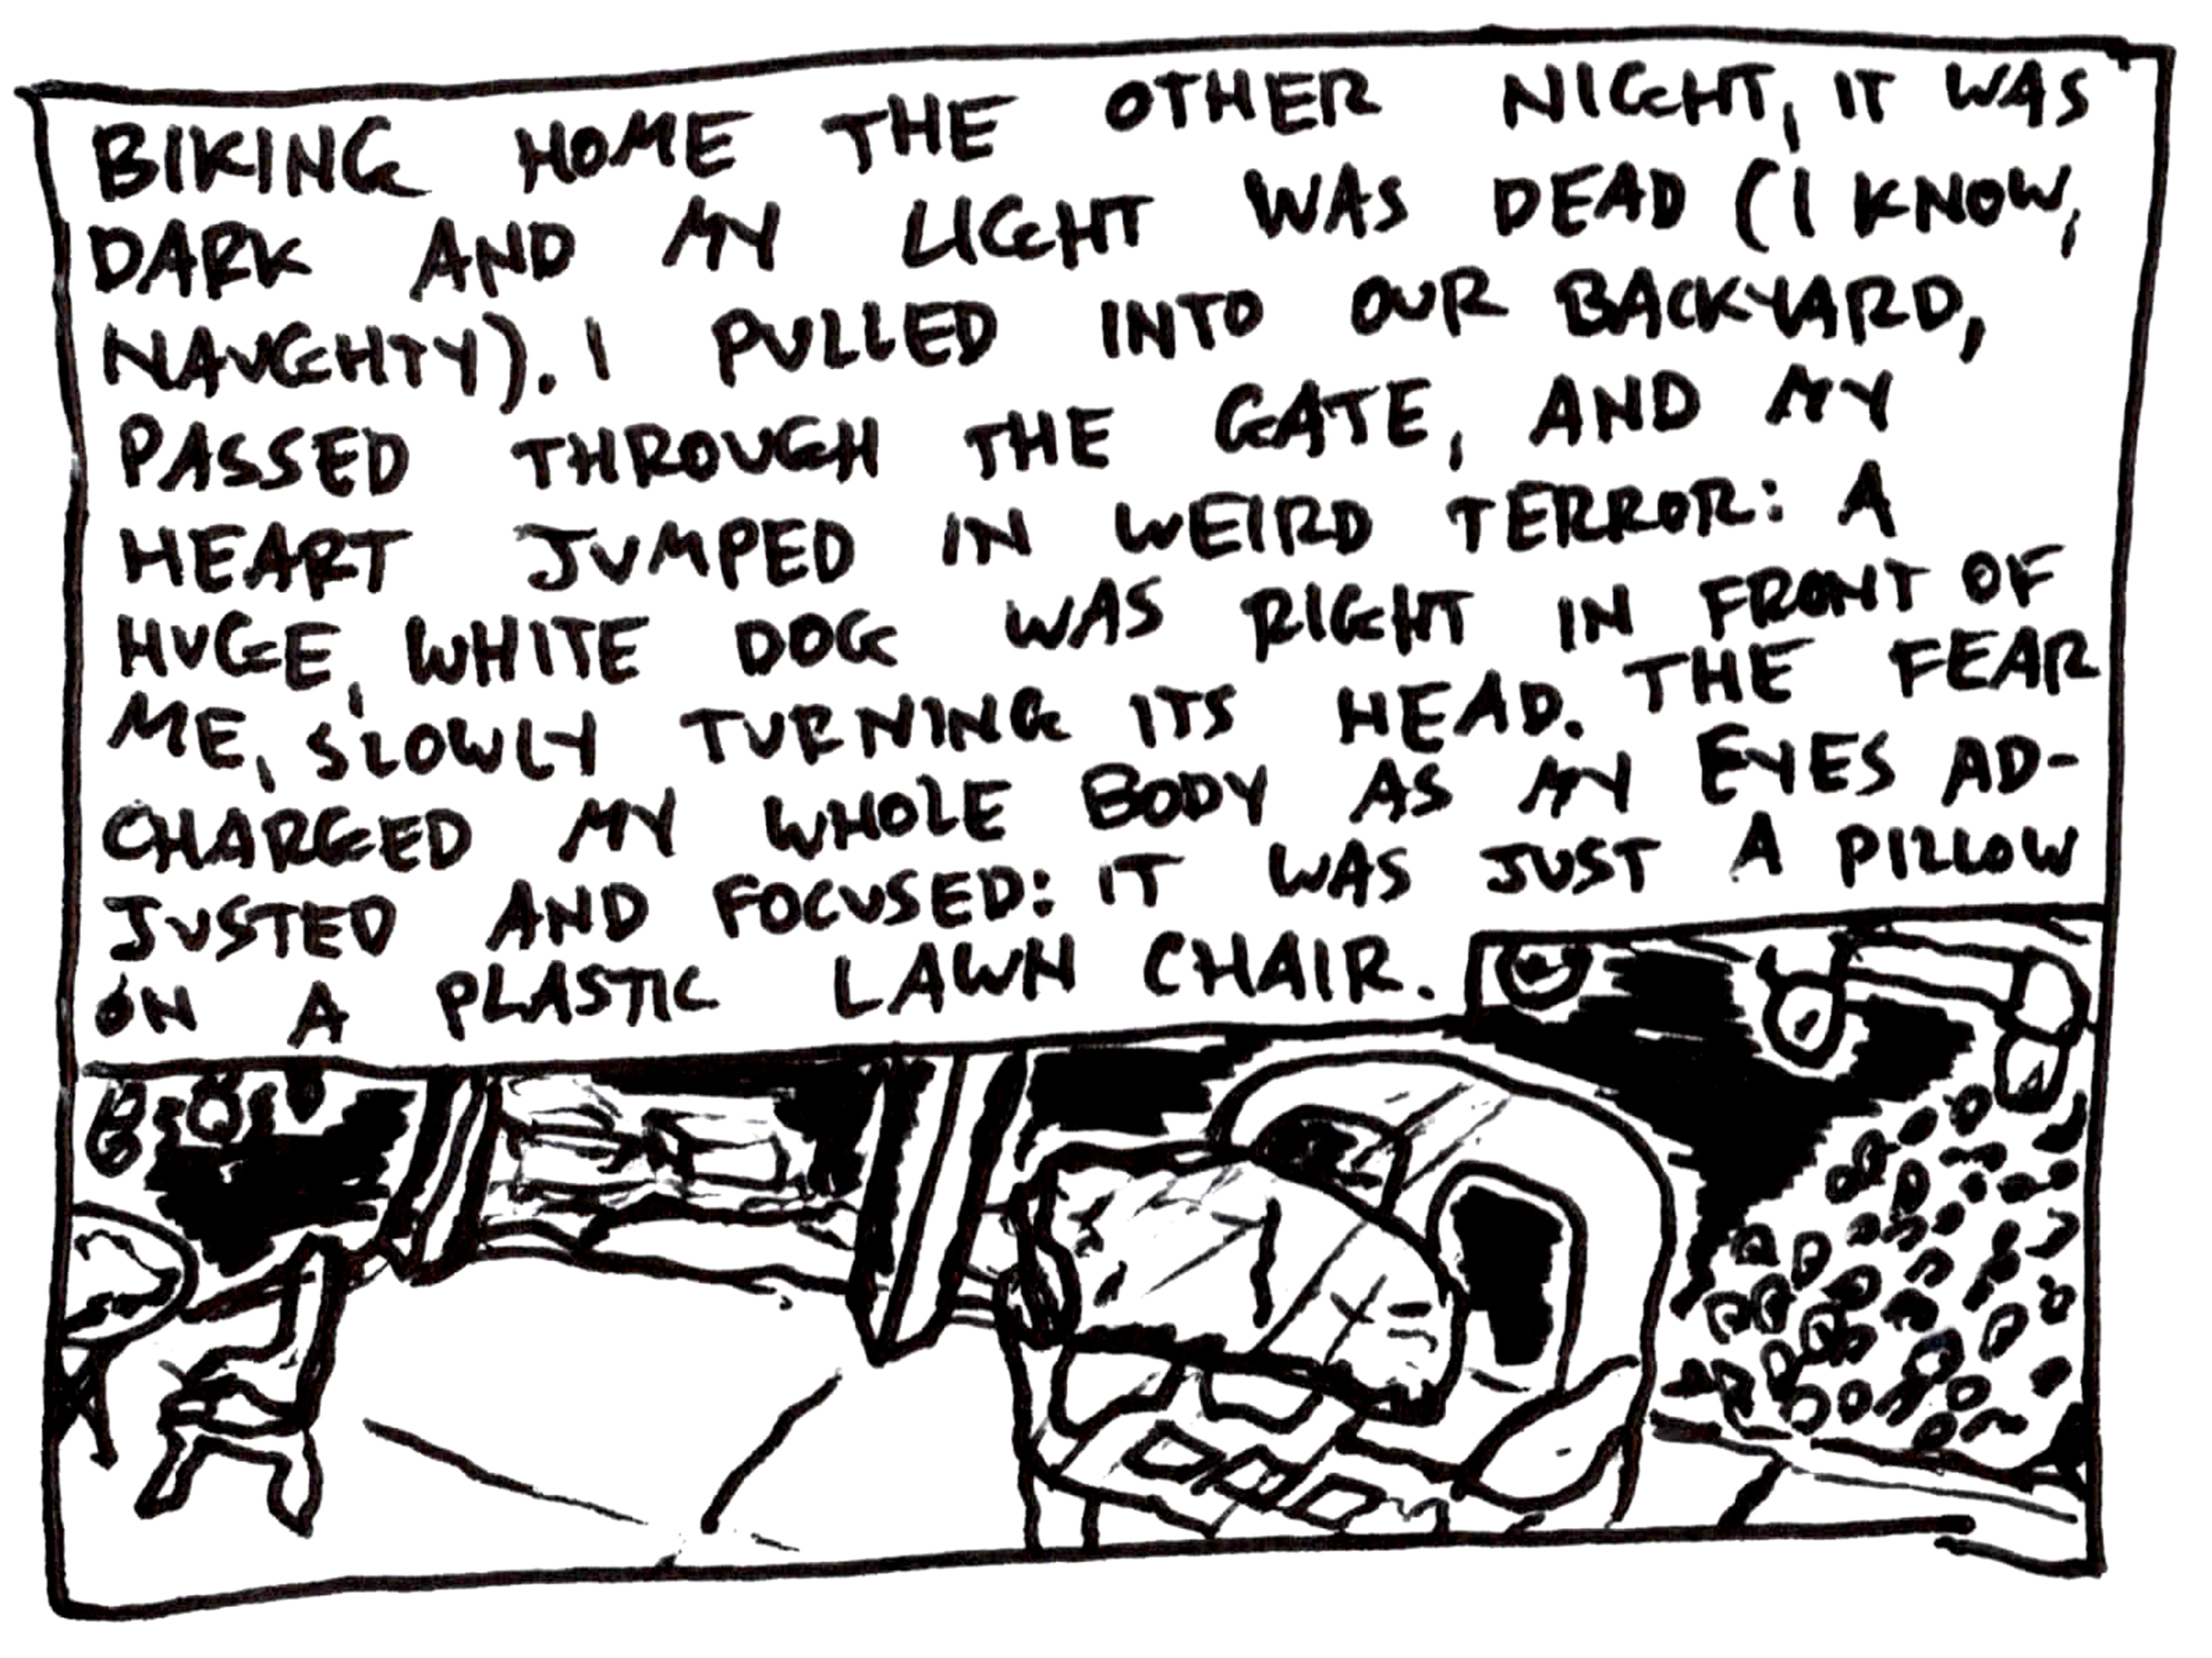 BIKING HOME THE OTHER NIGHT, IT WAS
DARK AND MY LIGHT WAS DEAD (I KNOW,
NAUGHTY). I PULLED INTO OUR BACKYARD,
PASSED THROUGH THE GATE, AND MY
HEART JUMPED IN WEIRD TERROR: A
HUGE, WHITE DOG WAS RIGHT IN FRONT OF
ME, SLOWLY TURNING ITS HEAD. THE FEAR
CHARGED MY WHOLE BODY AS MY EYES AD-
JUSTED AND FOCUSED: IT WAS JUST A PILLOW
ON A PLASTIC LAWN CHAIR.